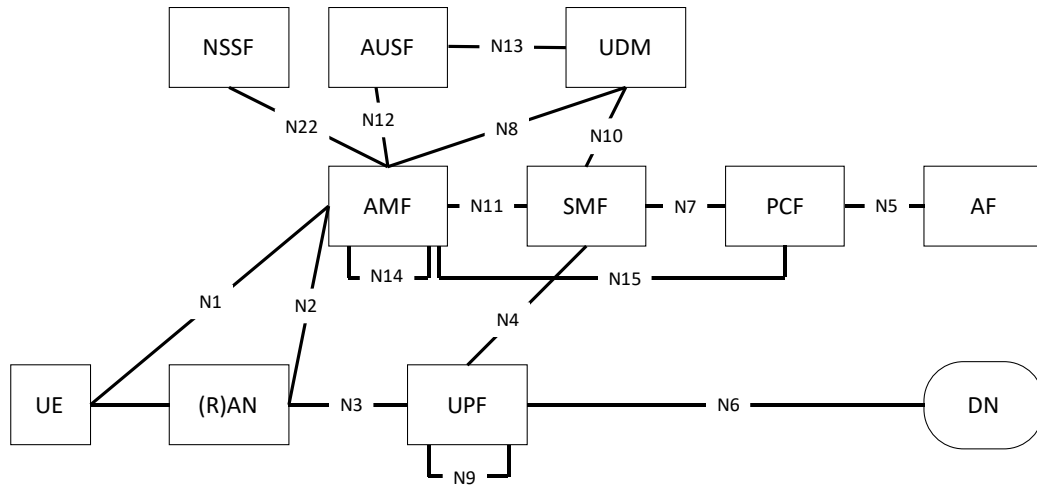 NSSF AUSF N13 UDM
N22 N12 N8 N10
AMF N11 SMF N7 PCF N5 AF
N14 N15
N1 N2 N4
UE (R)AN N3 UPF N6 DN
N9